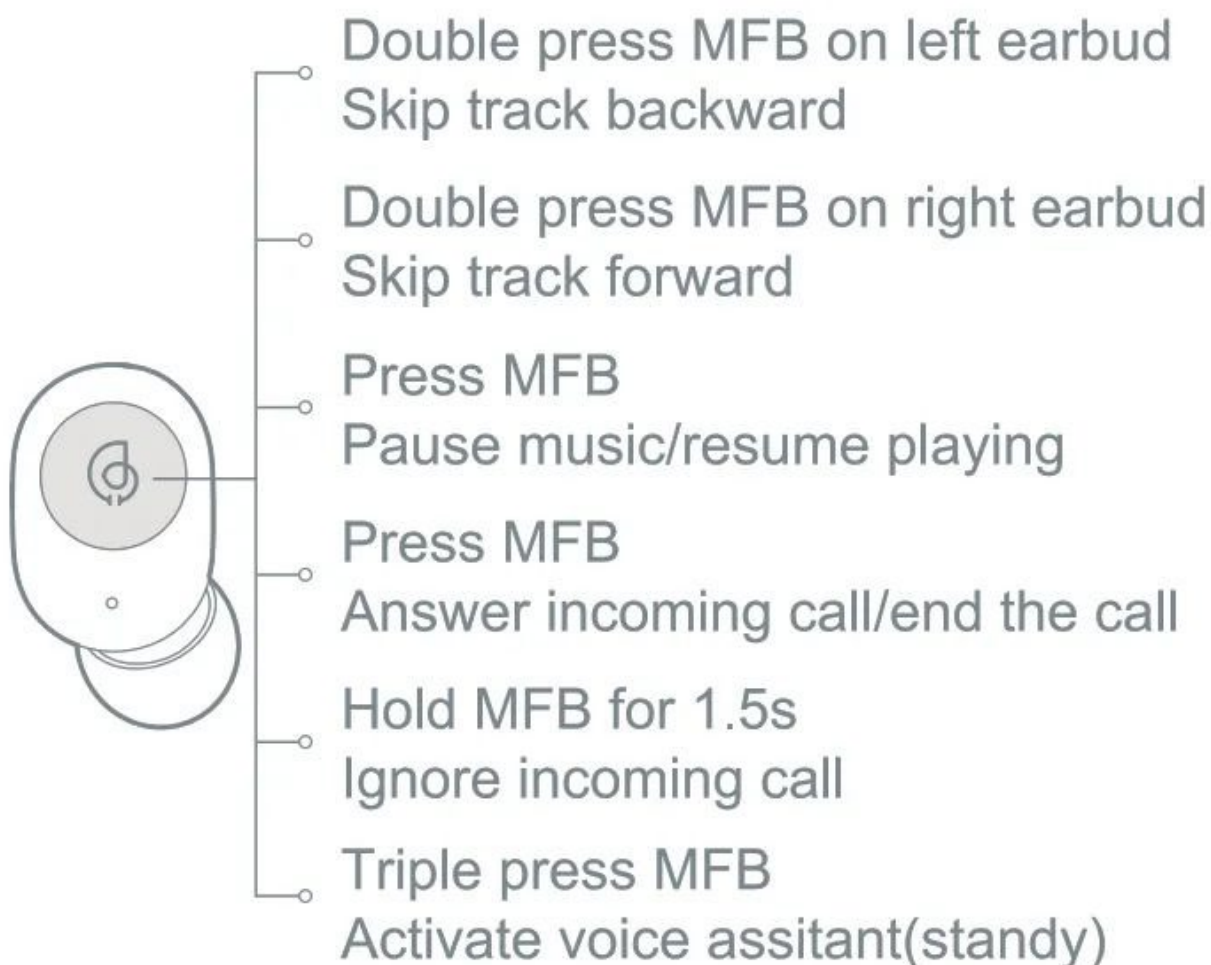 Double press MFB on left earbud
Skip track backward
Double press MFB on right earbud
Skip track forward
Press MFB
Pause music/resume playing
Press MFB
Answer incoming call/end the call
Hold MFB for 1.5s
Ignore incoming call
Triple press MFB
Activate voice assitant(standy)